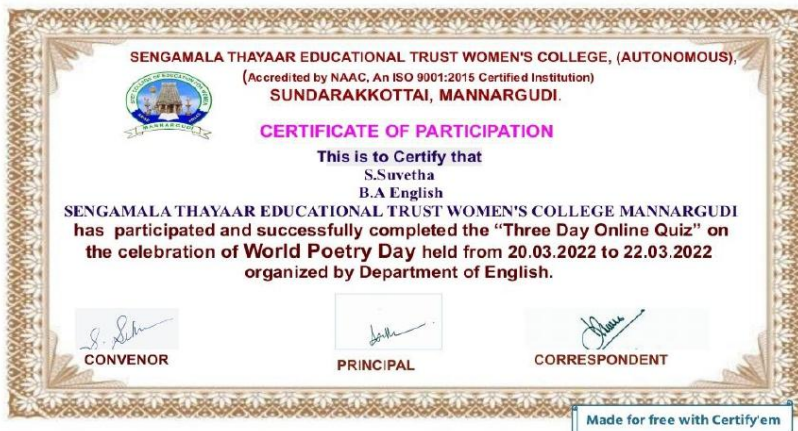 SENGAMALA THAYAAR EDUCATIONAL TRUST WOMEN'S COLLEGE, (AUTONOMOUS),
(Accredited by NAAC, An ISO 9001:2015 Certified Institution)
SUNDARAKKOTTAI, MANNARGUDI.
MANNARGUDI
CERTIFICATE OF PARTICIPATION
This is to Certify that
S.Suvetha
B.A English
SENGAMALA THAYAAR EDUCATIONAL TRUST WOMEN'S COLLEGE MANNARGUDI
has participated and successfully completed the “Three Day Online Quiz” on
the celebration of World Poetry Day held from 20.03.2022 to 22.03.2022
organized by Department of English.
CONVENOR
PRINCIPAL
CORRESPONDENT
Made for free with Certify'em